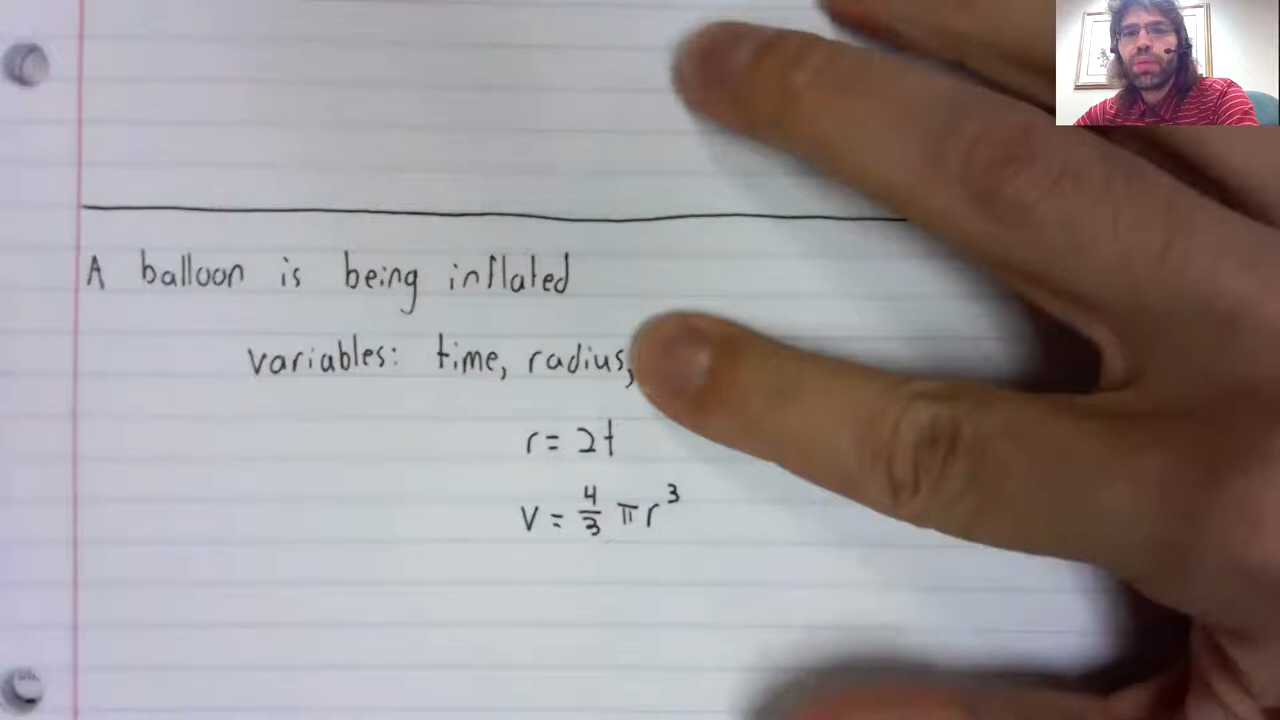 A balloon is being inflated
variables: time, radius,
r = 2t
V = 4/3 πr³